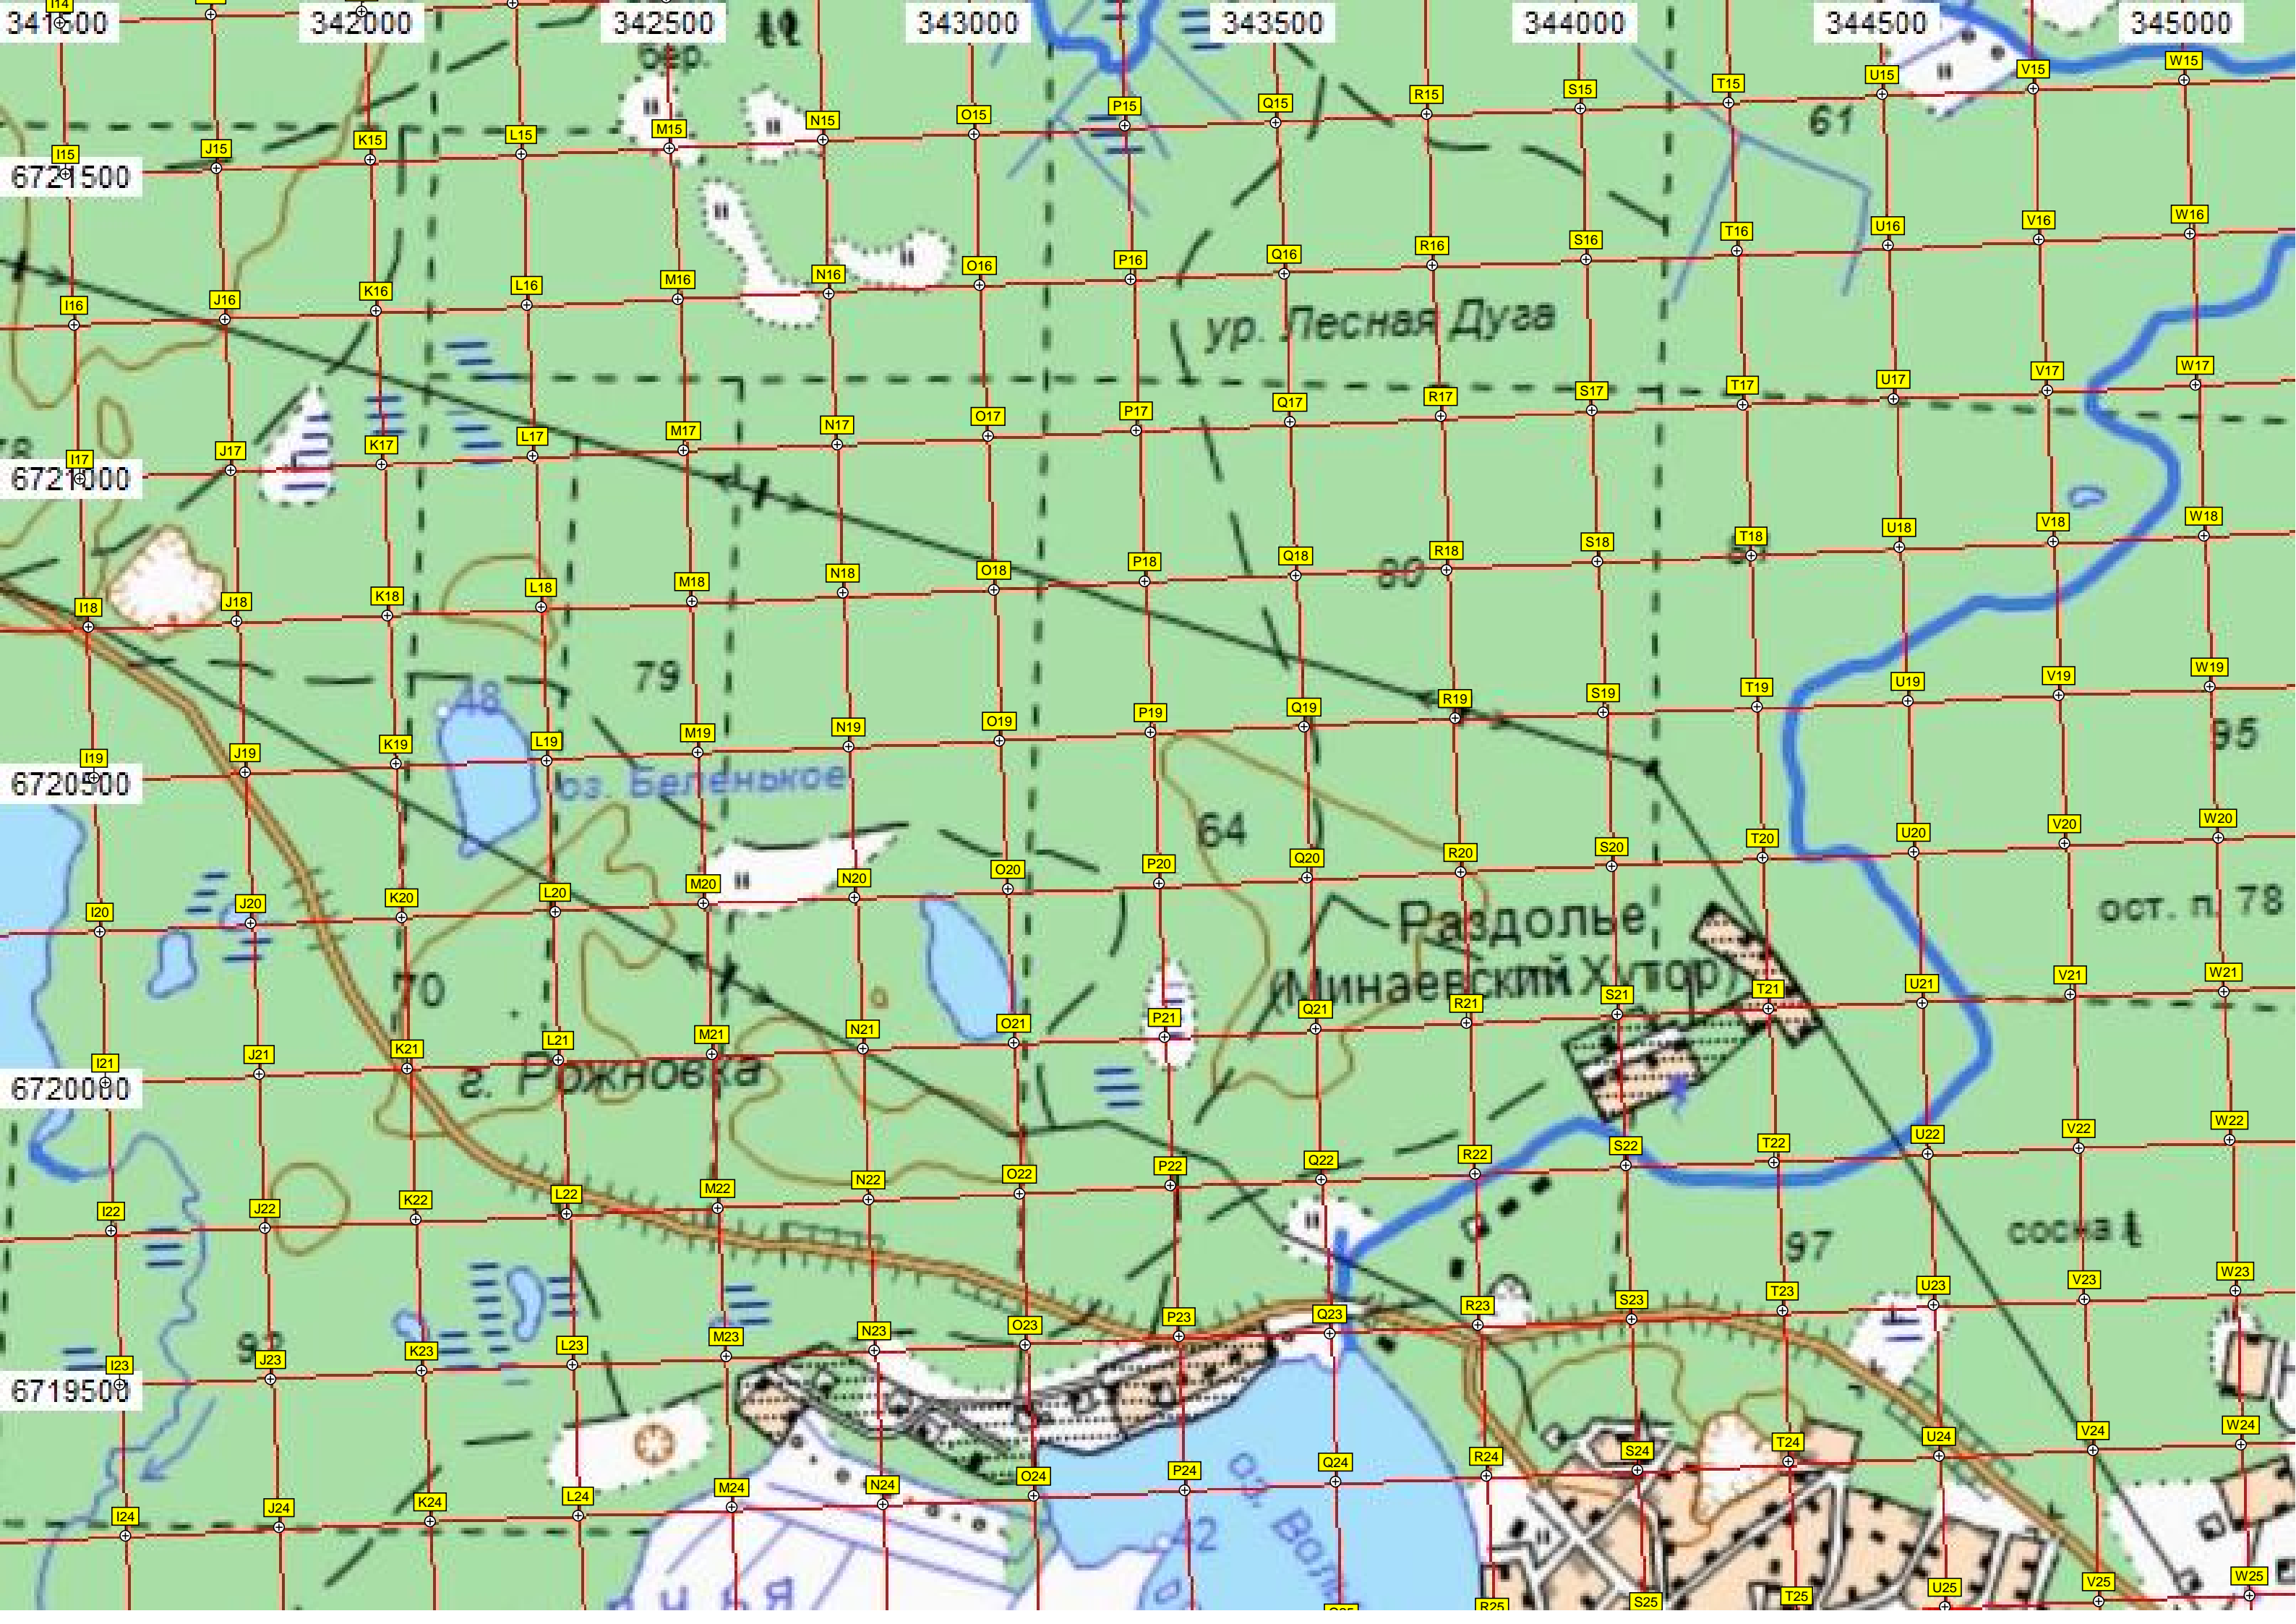 I14
341500 342000 342500 343000 343500 344000 344500 345000
бер.
I15 J15 K15 L15 M15 N15 O15 P15 Q15 R15 S15 T15 U15 V15 W15
61
6721500
I16 J16 K16 L16 M16 N16 O16 P16 Q16 R16 S16 T16 U16 V16 W16
ур. Лесная Дуга
I17 J17 K17 L17 M17 N17 O17 P17 Q17 R17 S17 T17 U17 V17 W17
78
6721000
I18 J18 K18 L18 M18 N18 O18 P18 Q18 R18 S18 T18 U18 V18 W18
80
79
48
I19 J19 K19 L19 M19 N19 O19 P19 Q19 R19 S19 T19 U19 V19 W19
95
6720500
оз. Беленькое
64
I20 J20 K20 L20 M20 N20 O20 P20 Q20 R20 S20 T20 U20 V20 W20
Раздолье
ост. п. 78
(Минаевский Хутор)
70
I21 J21 K21 L21 M21 N21 O21 P21 Q21 R21 S21 T21 U21 V21 W21
г. Рожновка
6720000
I22 J22 K22 L22 M22 N22 O22 P22 Q22 R22 S22 T22 U22 V22 W22
97
сосна
I23 J23 K23 L23 M23 N23 O23 P23 Q23 R23 S23 T23 U23 V23 W23
6719500
I24 J24 K24 L24 M24 N24 O24 P24 Q24 R24 S24 T24 U24 V24 W24
оз. Воль
42
R25 S25 T25 U25 V25 W25